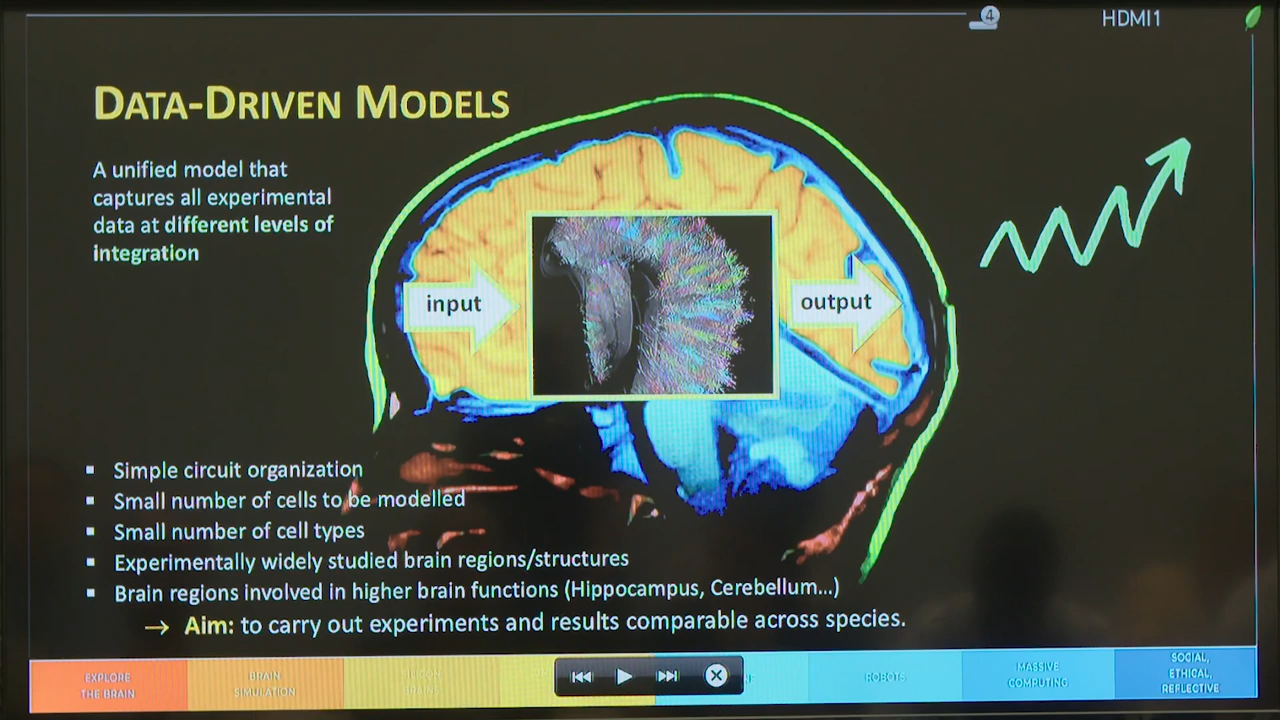 4
HDMI1
DATA-DRIVEN MODELS
A unified model that
captures all experimental
data at different levels of
integration
input
output
▪ Simple circuit organization
▪ Small number of cells to be modelled
▪ Small number of cell types
▪ Experimentally widely studied brain regions/structures
▪ Brain regions involved in higher brain functions (Hippocampus, Cerebellum...)
→ Aim: to carry out experiments and results comparable across species.
EXPLORE
THE BRAIN
BRAIN
SIMULATION
SILICON
BRAINS
ROBOTS
MASSIVE
COMPUTING
SOCIAL,
ETHICAL,
REFLECTIVE